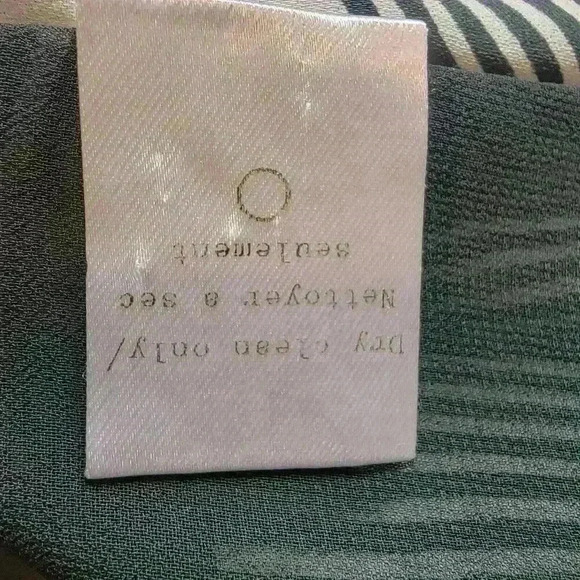 Dry clean only/
Nettoyer a sec
seulement